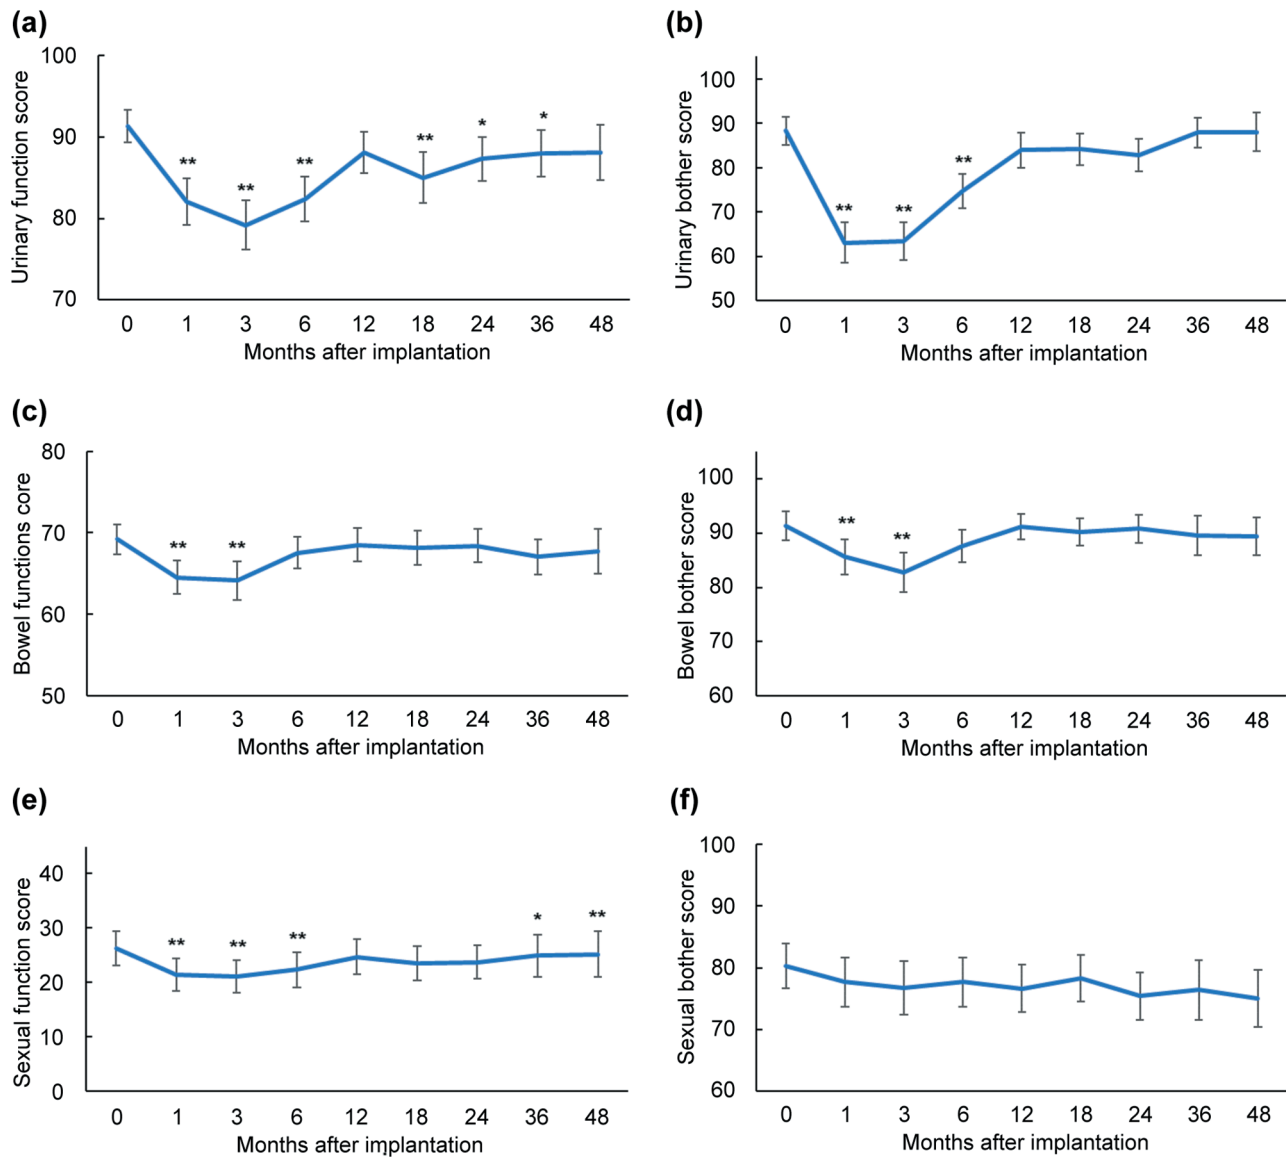 (a)
Urinary function score
100
90
80
70
** ** ** ** * *
0 1 3 6 12 18 24 36 48
Months after implantation
(b)
Urinary bother score
100
90
80
70
60
50
** ** **
0 1 3 6 12 18 24 36 48
Months after implantation
(c)
Bowel functions core
80
70
60
50
** **
0 1 3 6 12 18 24 36 48
Months after implantation
(d)
Bowel bother score
100
90
80
70
60
** **
0 1 3 6 12 18 24 36 48
Months after implantation
(e)
Sexual function score
40
30
20
10
0
** ** ** * **
0 1 3 6 12 18 24 36 48
Months after implantation
(f)
Sexual bother score
100
90
80
70
60
0 1 3 6 12 18 24 36 48
Months after implantation